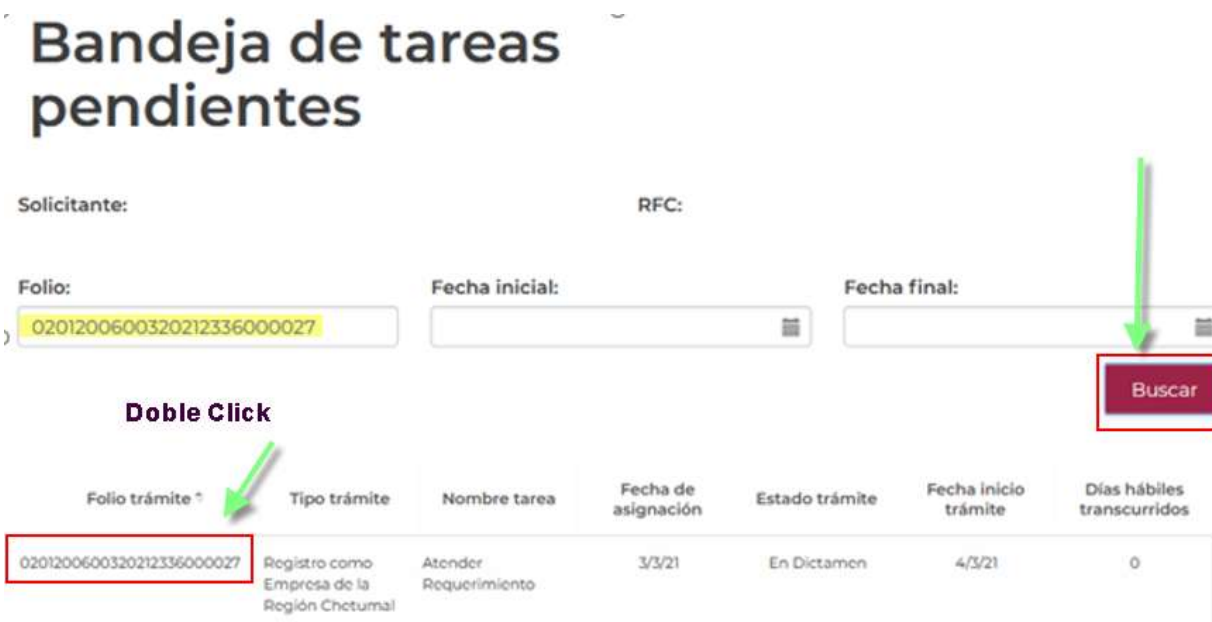 Bandeja de tareas
pendientes
Solicitante:
RFC:
Folio:
Fecha inicial:
Fecha final:
0201200600320212336000027
Buscar
Doble Click
Folio trámite
Tipo trámite
Nombre tarea
Fecha de
asignación
Estado trámite
Fecha inicio
trámite
Días hábiles
transcurridos
0201200600320212336000027
Registro como
Empresa de la
Región Chetumal
Atender
Requerimiento
3/3/21
En Dictamen
4/3/21
0